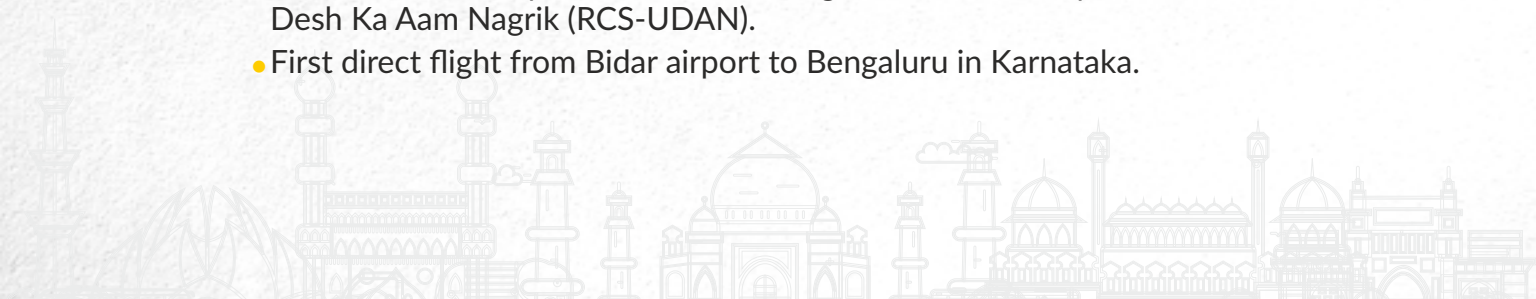 Desh Ka Aam Nagrik (RCS-UDAN).
First direct flight from Bidar airport to Bengaluru in Karnataka.